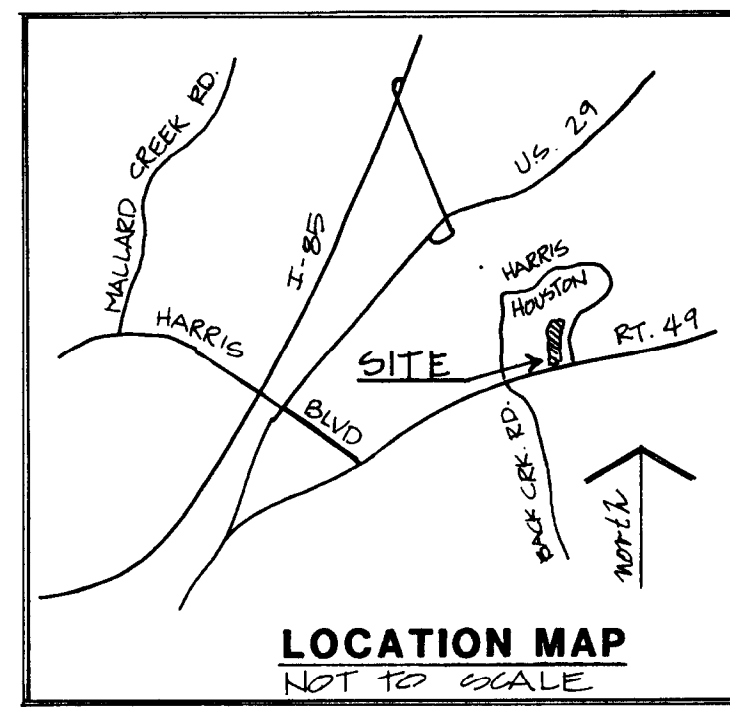 MALLARD CREEK RD.
I-85
U.S. 29
HARRIS
HOUSTON
RT. 49
HARRIS
BLVD
SITE
BACK CRK. RD.
north
LOCATION MAP
NOT TO SCALE